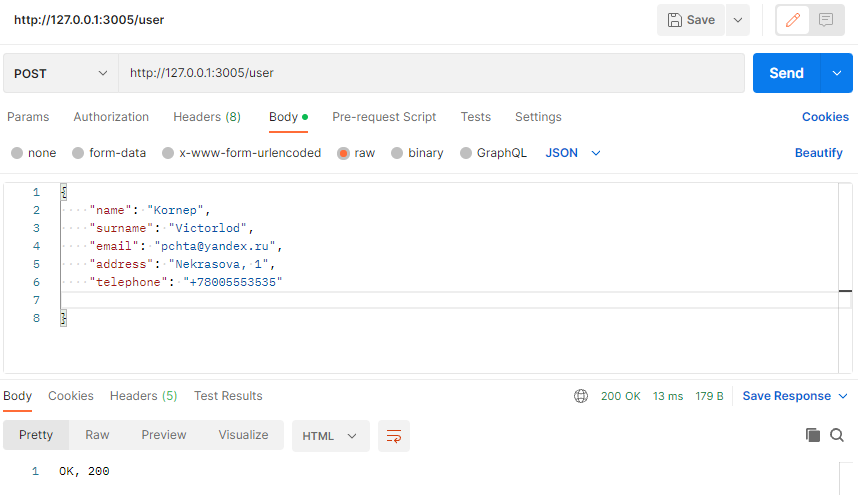 http://127.0.0.1:3005/user Save
POST http://127.0.0.1:3005/user Send
Params Authorization Headers (8) Body Pre-request Script Tests Settings Cookies
none form-data x-www-form-urlencoded raw binary GraphQL JSON Beautify
1 {
2 "name": "Kornep",
3 "surname": "Victorlod",
4 "email": "pchta@yandex.ru",
5 "address": "Nekrasova, 1",
6 "telephone": "+78005553535"
7
8 }
Body Cookies Headers (5) Test Results 200 OK 13 ms 179 B Save Response
Pretty Raw Preview Visualize HTML
1 OK, 200